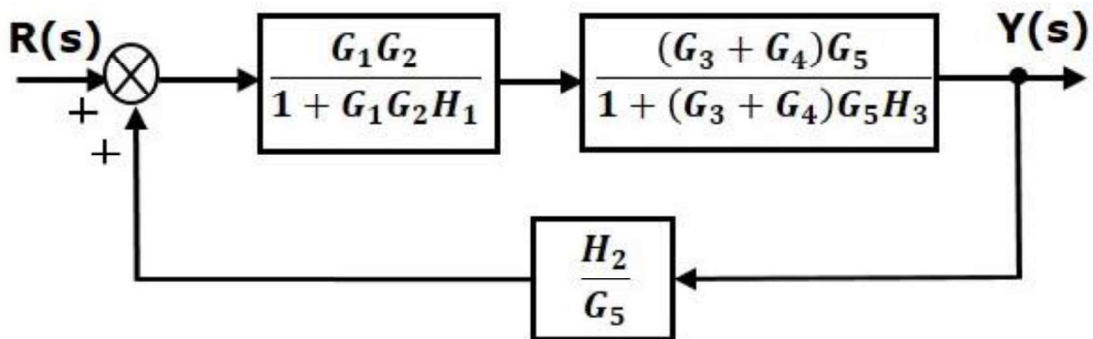 R(s)
+
+
G₁G₂
1 + G₁G₂H₁
(G₃ + G₄)G₅
1 + (G₃ + G₄)G₅H₃
Y(s)
H₂
G₅